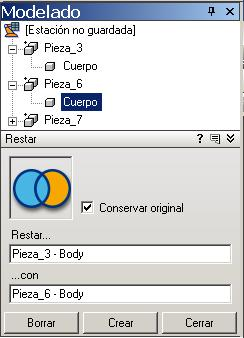 Modelado
[Estación no guardada]
Pieza_3
Cuerpo
Pieza_6
Cuerpo
Pieza_7
Restar
?
Conservar original
Restar...
Pieza_3 - Body
...con
Pieza_6 - Body
Borrar Crear Cerrar